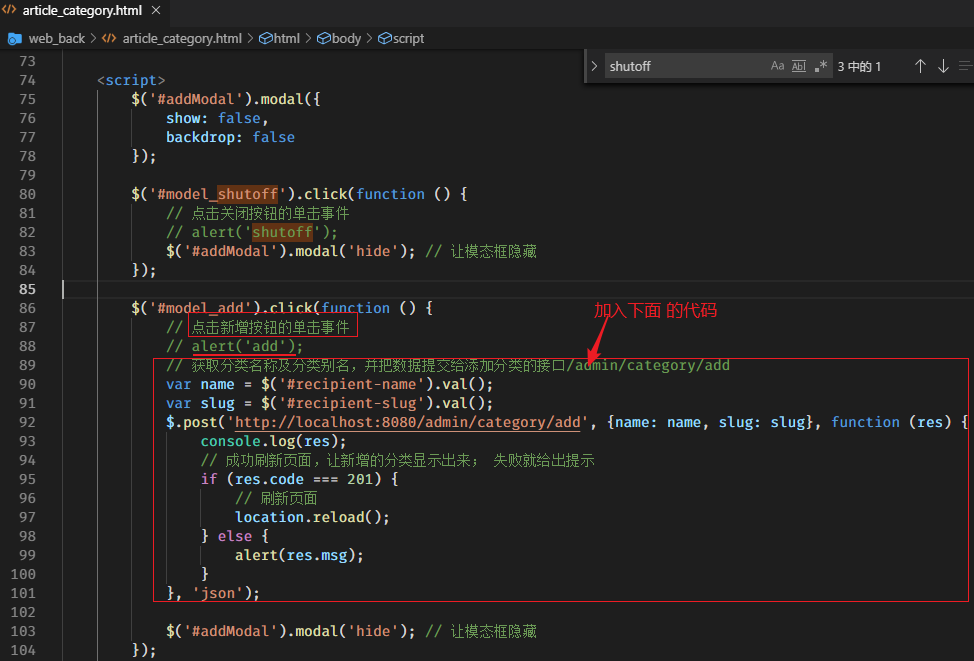 article_category.html
web_back > article_category.html > html > body > script
shutoff
3 中的 1
73
74 <script>
75 $('#addModal').modal({
76 show: false,
77 backdrop: false
78 });
79
80 $('#model_shutoff').click(function () {
81 // 点击关闭按钮的单击事件
82 // alert('shutoff');
83 $('#addModal').modal('hide'); // 让模态框隐藏
84 });
85
86 $('#model_add').click(function () {
加入下面 的代码
87 // 点击新增按钮的单击事件
88 // alert('add');
89 // 获取分类名称及分类别名，并把数据提交给添加分类的接口/admin/category/add
90 var name = $('#recipient-name').val();
91 var slug = $('#recipient-slug').val();
92 $.post('http://localhost:8080/admin/category/add', {name: name, slug: slug}, function (res) {
93 console.log(res);
94 // 成功刷新页面，让新增的分类显示出来； 失败就给出提示
95 if (res.code === 201) {
96 // 刷新页面
97 location.reload();
98 } else {
99 alert(res.msg);
100 }
101 }, 'json');
102
103 $('#addModal').modal('hide'); // 让模态框隐藏
104 });